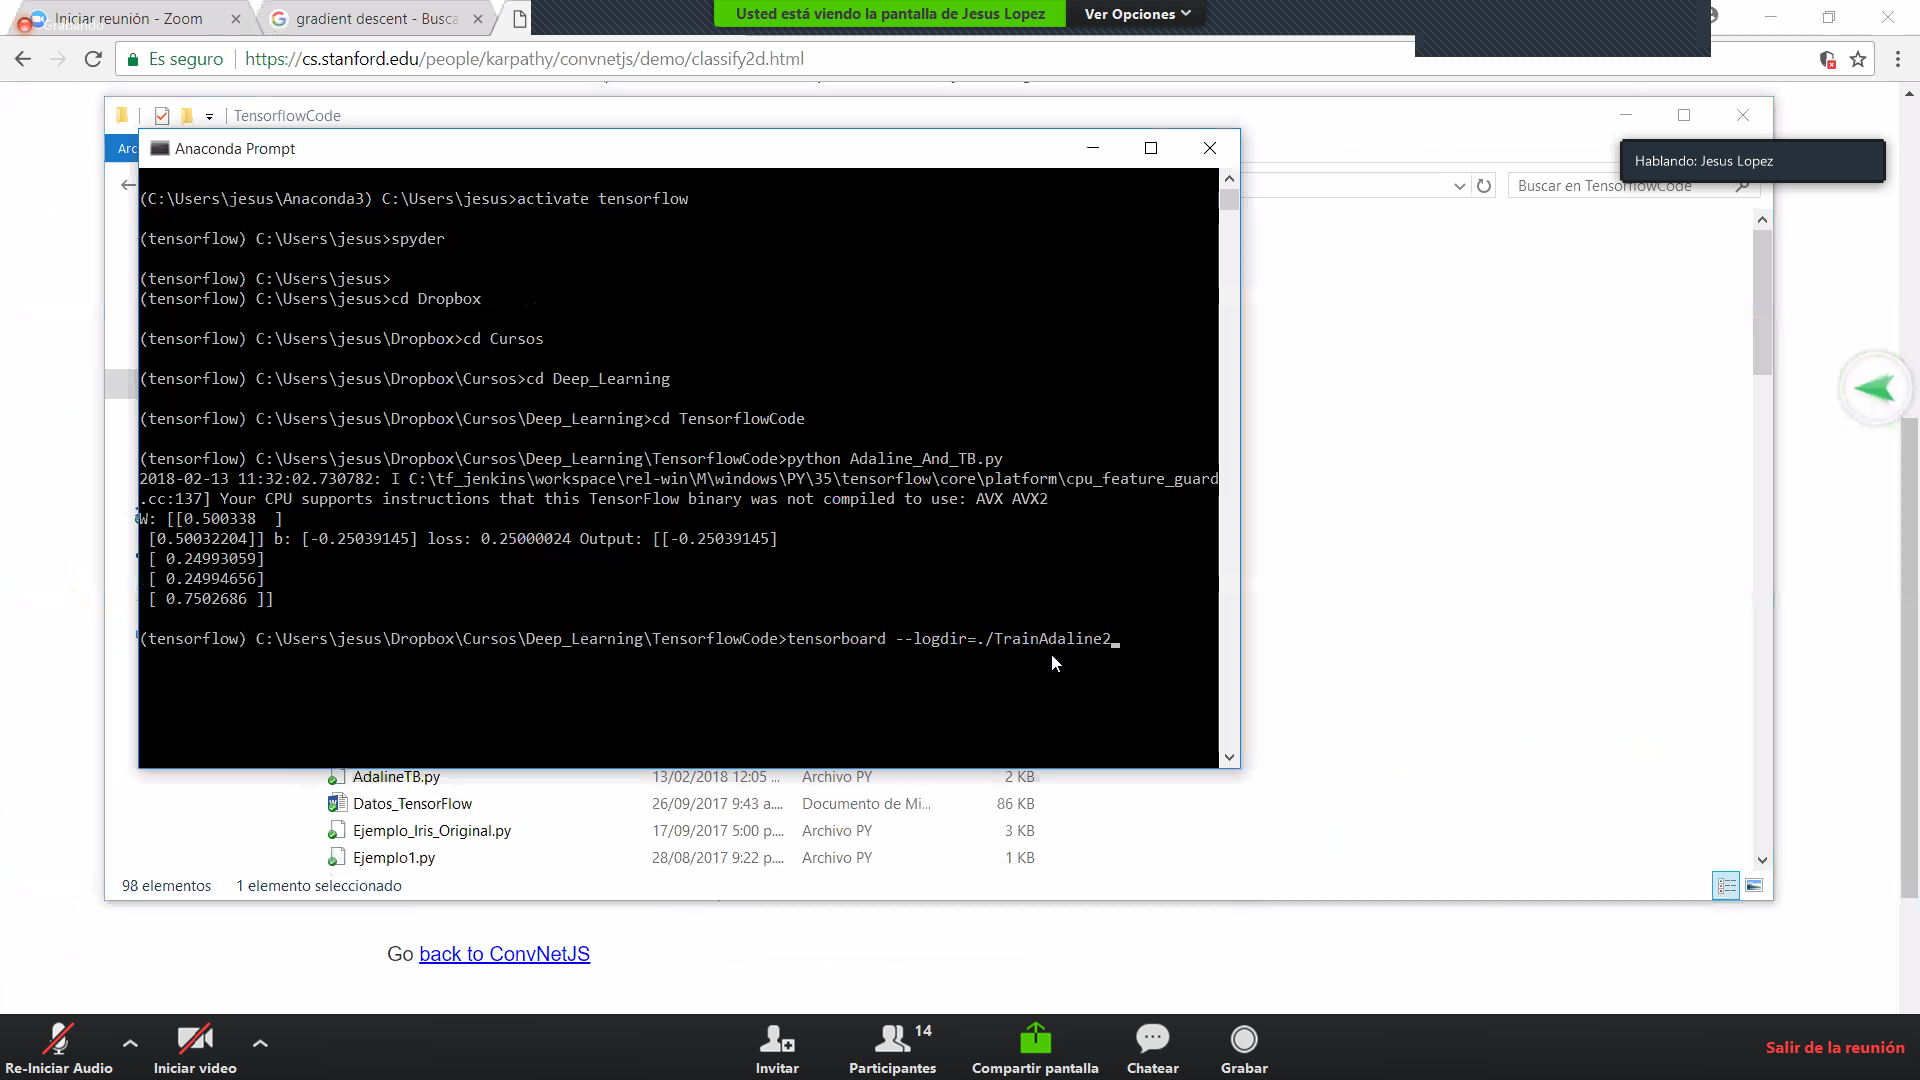 Iniciar reunión - Zoom
gradient descent - Busca
Usted está viendo la pantalla de Jesus Lopez
Ver Opciones
Es seguro
https://cs.stanford.edu/people/karpathy/convnetjs/demo/classify2d.html
TensorflowCode
Arc
Anaconda Prompt
Hablando: Jesus Lopez
Buscar en TensorflowCode
(C:\Users\jesus\Anaconda3) C:\Users\jesus>activate tensorflow
(tensorflow) C:\Users\jesus>spyder
(tensorflow) C:\Users\jesus>
(tensorflow) C:\Users\jesus>cd Dropbox
(tensorflow) C:\Users\jesus\Dropbox>cd Cursos
(tensorflow) C:\Users\jesus\Dropbox\Cursos>cd Deep_Learning
(tensorflow) C:\Users\jesus\Dropbox\Cursos\Deep_Learning>cd TensorflowCode
(tensorflow) C:\Users\jesus\Dropbox\Cursos\Deep_Learning\TensorflowCode>python Adaline_And_TB.py
2018-02-13 11:32:02.730782: I C:\tf_jenkins\workspace\rel-win\M\windows\PY\35\tensorflow\core\platform\cpu_feature_guard
.cc:137] Your CPU supports instructions that this TensorFlow binary was not compiled to use: AVX AVX2
W: [[0.500338  ]
[0.50032204]] b: [-0.25039145] loss: 0.25000024 Output: [[-0.25039145]
[ 0.24993059]
[ 0.24994656]
[ 0.7502686 ]]
(tensorflow) C:\Users\jesus\Dropbox\Cursos\Deep_Learning\TensorflowCode>tensorboard --logdir=./TrainAdaline2_
AdalineTB.py 13/02/2018 12:05 ... Archivo PY 2 KB
Datos_TensorFlow 26/09/2017 9:43 a.... Documento de Mi... 86 KB
Ejemplo_Iris_Original.py 17/09/2017 5:00 p.... Archivo PY 3 KB
Ejemplo1.py 28/08/2017 9:22 p.... Archivo PY 1 KB
98 elementos 1 elemento seleccionado
Go back to ConvNetJS
14
Re-Iniciar Audio
Iniciar video
Invitar
Participantes
Compartir pantalla
Chatear
Grabar
Salir de la reunión